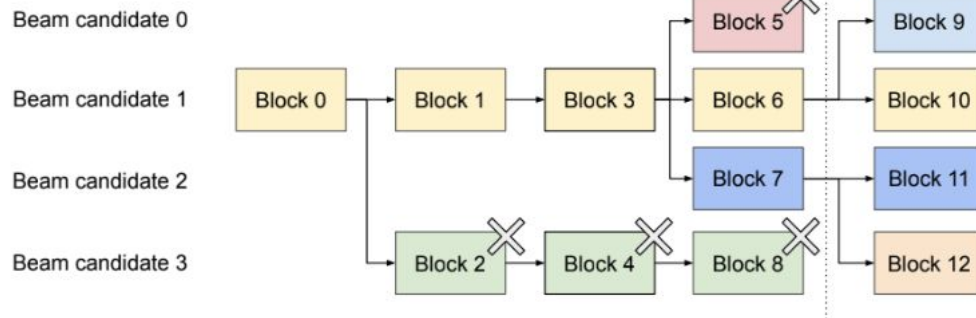 Beam candidate 0
Block 5
Block 9
Beam candidate 1
Block 0
Block 1
Block 3
Block 6
Block 10
Beam candidate 2
Block 7
Block 11
Beam candidate 3
Block 2
Block 4
Block 8
Block 12